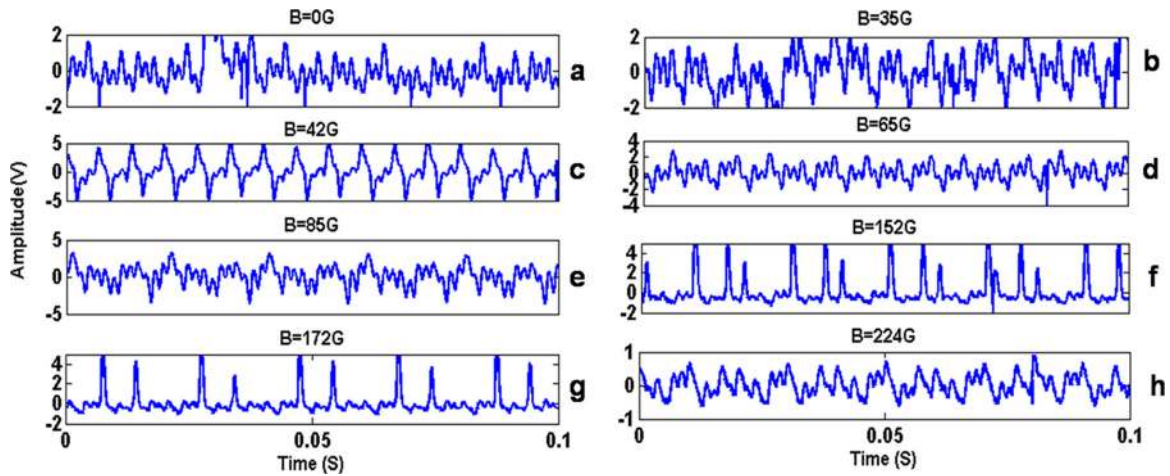 B=0G
2
0
-2
a
B=35G
2
0
-2
b
B=42G
5
0
-5
c
B=65G
4
2
0
-2
-4
d
Amplitude(V)
B=85G
5
0
-5
e
B=152G
4
2
0
-2
f
B=172G
4
2
0
-2
g
0 0.05 0.1
Time (S)
B=224G
1
0
-1
h
0 0.05 0.1
Time (S)